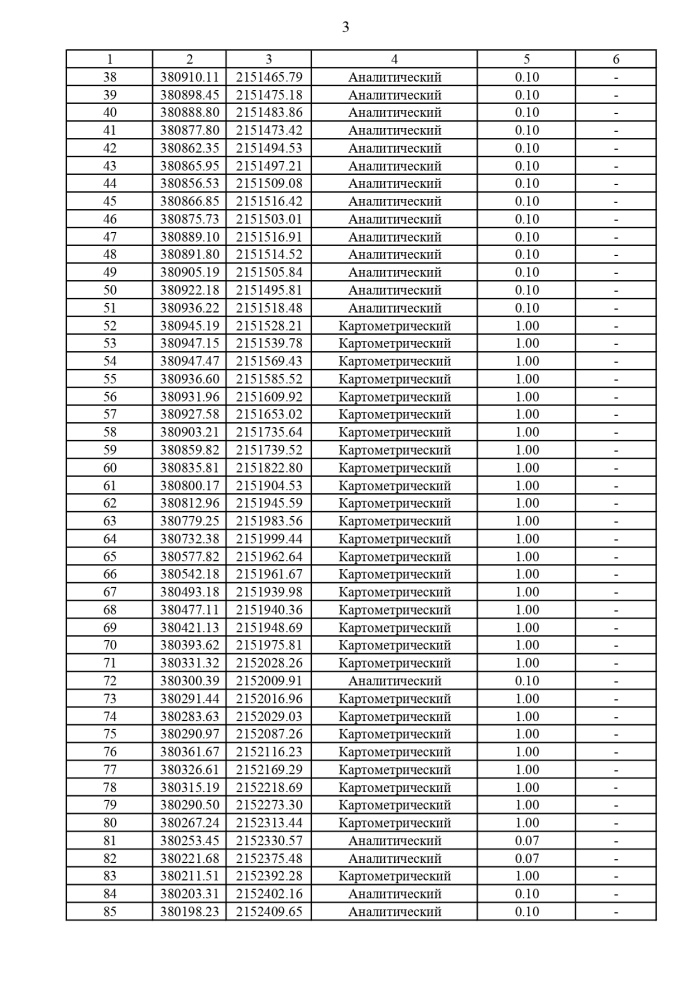 3
1 2 3 4 5 6
38 380910.11 2151465.79 Аналитический 0.10 -
39 380898.45 2151475.18 Аналитический 0.10 -
40 380888.80 2151483.86 Аналитический 0.10 -
41 380877.80 2151473.42 Аналитический 0.10 -
42 380862.35 2151494.53 Аналитический 0.10 -
43 380865.95 2151497.21 Аналитический 0.10 -
44 380856.53 2151509.08 Аналитический 0.10 -
45 380866.85 2151516.42 Аналитический 0.10 -
46 380875.73 2151503.01 Аналитический 0.10 -
47 380889.10 2151516.91 Аналитический 0.10 -
48 380891.80 2151514.52 Аналитический 0.10 -
49 380905.19 2151505.84 Аналитический 0.10 -
50 380922.18 2151495.81 Аналитический 0.10 -
51 380936.22 2151518.48 Аналитический 0.10 -
52 380945.19 2151528.21 Картометрический 1.00 -
53 380947.15 2151539.78 Картометрический 1.00 -
54 380947.47 2151569.43 Картометрический 1.00 -
55 380936.60 2151585.52 Картометрический 1.00 -
56 380931.96 2151609.92 Картометрический 1.00 -
57 380927.58 2151653.02 Картометрический 1.00 -
58 380903.21 2151735.64 Картометрический 1.00 -
59 380859.82 2151739.52 Картометрический 1.00 -
60 380835.81 2151822.80 Картометрический 1.00 -
61 380800.17 2151904.53 Картометрический 1.00 -
62 380812.96 2151945.59 Картометрический 1.00 -
63 380779.25 2151983.56 Картометрический 1.00 -
64 380732.38 2151999.44 Картометрический 1.00 -
65 380577.82 2151962.64 Картометрический 1.00 -
66 380542.18 2151961.67 Картометрический 1.00 -
67 380493.18 2151939.98 Картометрический 1.00 -
68 380477.11 2151940.36 Картометрический 1.00 -
69 380421.13 2151948.69 Картометрический 1.00 -
70 380393.62 2151975.81 Картометрический 1.00 -
71 380331.32 2152028.26 Картометрический 1.00 -
72 380300.39 2152009.91 Аналитический 0.10 -
73 380291.44 2152016.96 Картометрический 1.00 -
74 380283.63 2152029.03 Картометрический 1.00 -
75 380290.97 2152087.26 Картометрический 1.00 -
76 380361.67 2152116.23 Картометрический 1.00 -
77 380326.61 2152169.29 Картометрический 1.00 -
78 380315.19 2152218.69 Картометрический 1.00 -
79 380290.50 2152273.30 Картометрический 1.00 -
80 380267.24 2152313.44 Картометрический 1.00 -
81 380253.45 2152330.57 Аналитический 0.07 -
82 380221.68 2152375.48 Аналитический 0.07 -
83 380211.51 2152392.28 Картометрический 1.00 -
84 380203.31 2152402.16 Аналитический 0.10 -
85 380198.23 2152409.65 Аналитический 0.10 -